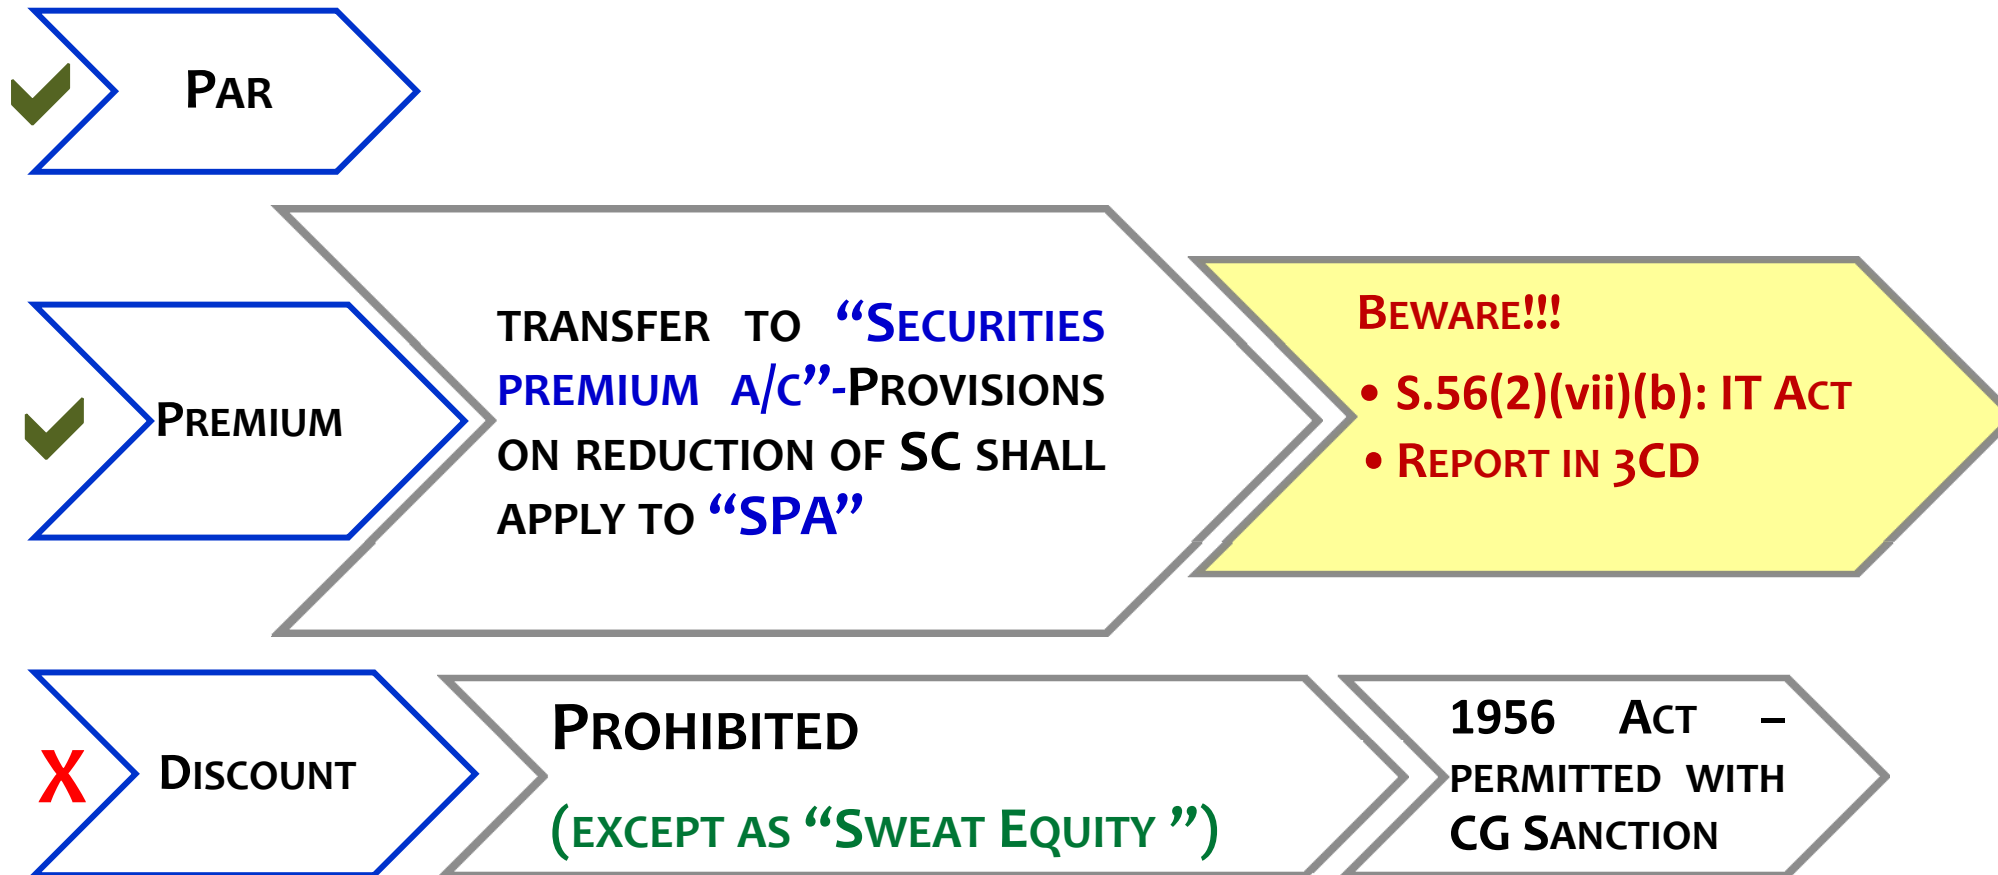 Par
Premium
transfer to “Securities
premium a/c”-Provisions
on reduction of SC shall
apply to “SPA”
Beware!!!
• S.56(2)(vii)(b): IT Act
• Report in 3CD
X
Discount
Prohibited
(except as “Sweat Equity ”)
1956 Act –
permitted with
CG Sanction